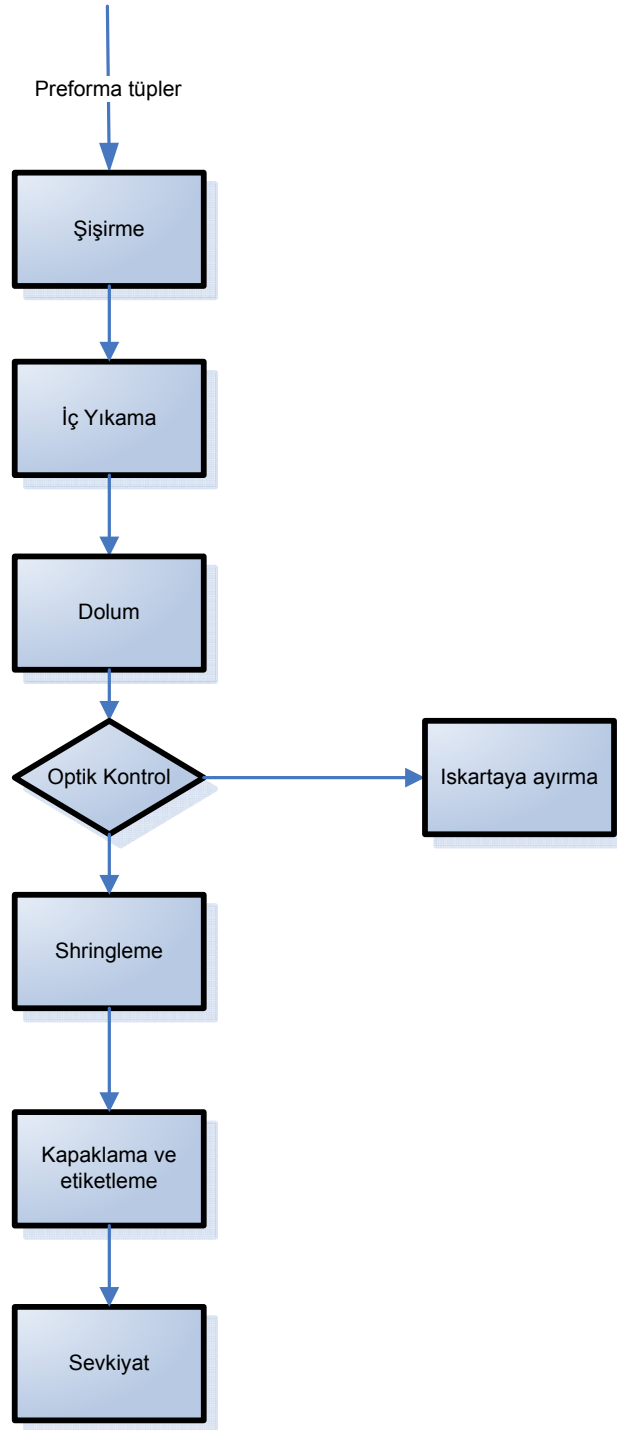 Preforma tüpler
Şişirme
İç Yıkama
Dolum
Optik Kontrol
Iskartaya ayırma
Shringleme
Kapaklama ve
etiketleme
Sevkiyat